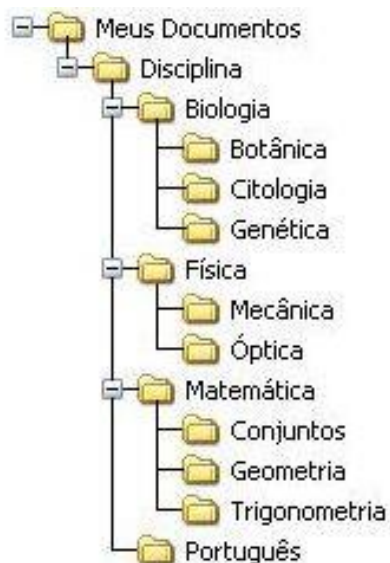 Meus Documentos
Disciplina
Biologia
Botânica
Citologia
Genética
Física
Mecânica
Óptica
Matemática
Conjuntos
Geometria
Trigonometria
Português